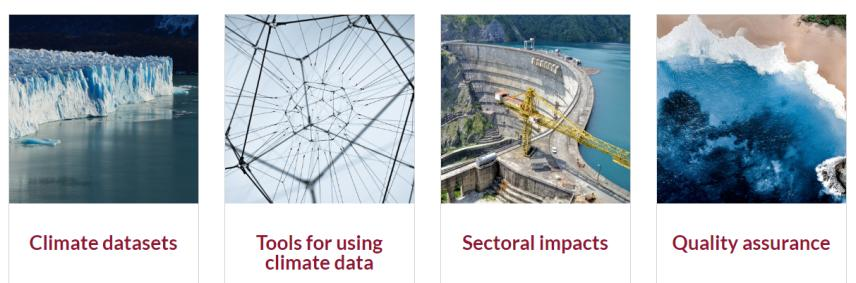 Climate datasets
Tools for using
climate data
Sectoral impacts
Quality assurance